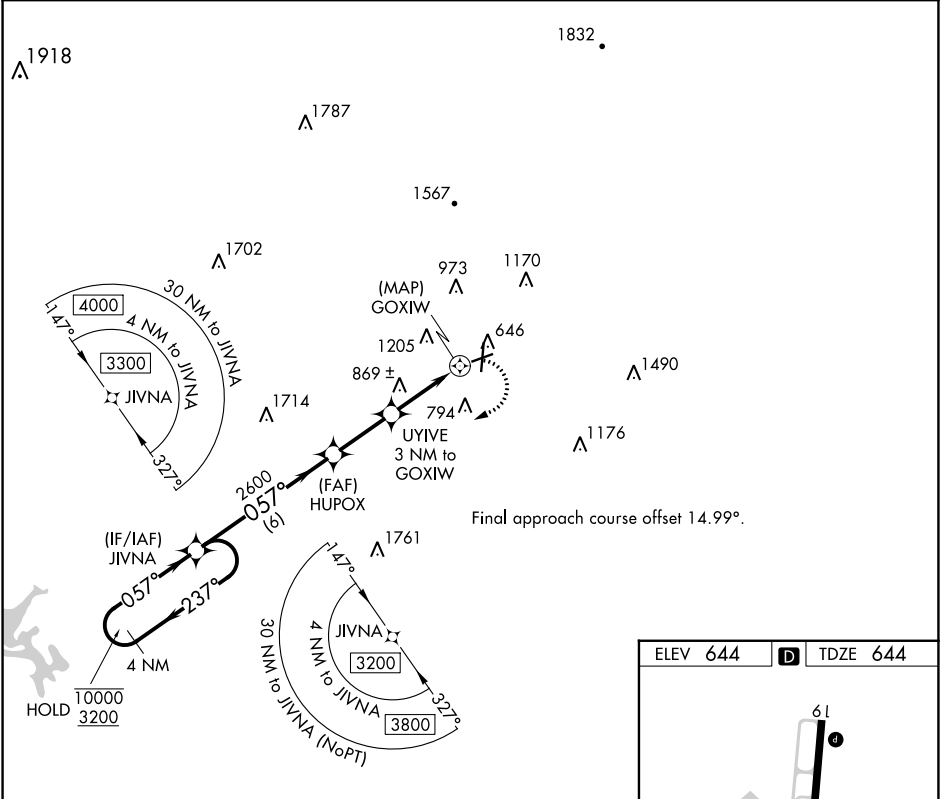 1832
1918
1787
1567
1702
973
1170
(MAP)
GOXIW
646
1205
30 NM to JIVNA
4000
147°
4 NM to JIVNA
3300
JIVNA
327°
869 ±
1490
1714
794
1176
UYIVE
3 NM to
GOXIW
(FAF)
HUPOX
2600
057°
(6)
Final approach course offset 14.99°.
(IF/IAF)
JIVNA
057°
237°
4 NM
HOLD
10000
3200
1761
147°
JIVNA
3200
4 NM to JIVNA
30 NM to JIVNA (NoPT)
327°
3800
ELEV 644
D
TDZE 644
19
P